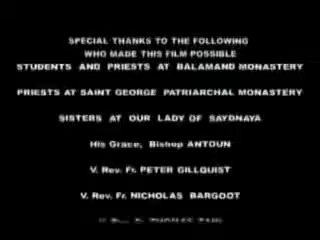 SPECIAL THANKS TO THE FOLLOWING
WHO MADE THIS FILM POSSIBLE
STUDENTS AND PRIESTS AT BALAMAND MONASTERY
PRIESTS AT SAINT GEORGE PATRIARCHAL MONASTERY
SISTERS AT OUR LADY OF SAYDNAYA
His Grace, Bishop ANTOUN
V. Rev. Fr. PETER GILLQUIST
V. Rev. Fr. NICHOLAS BARGOOT